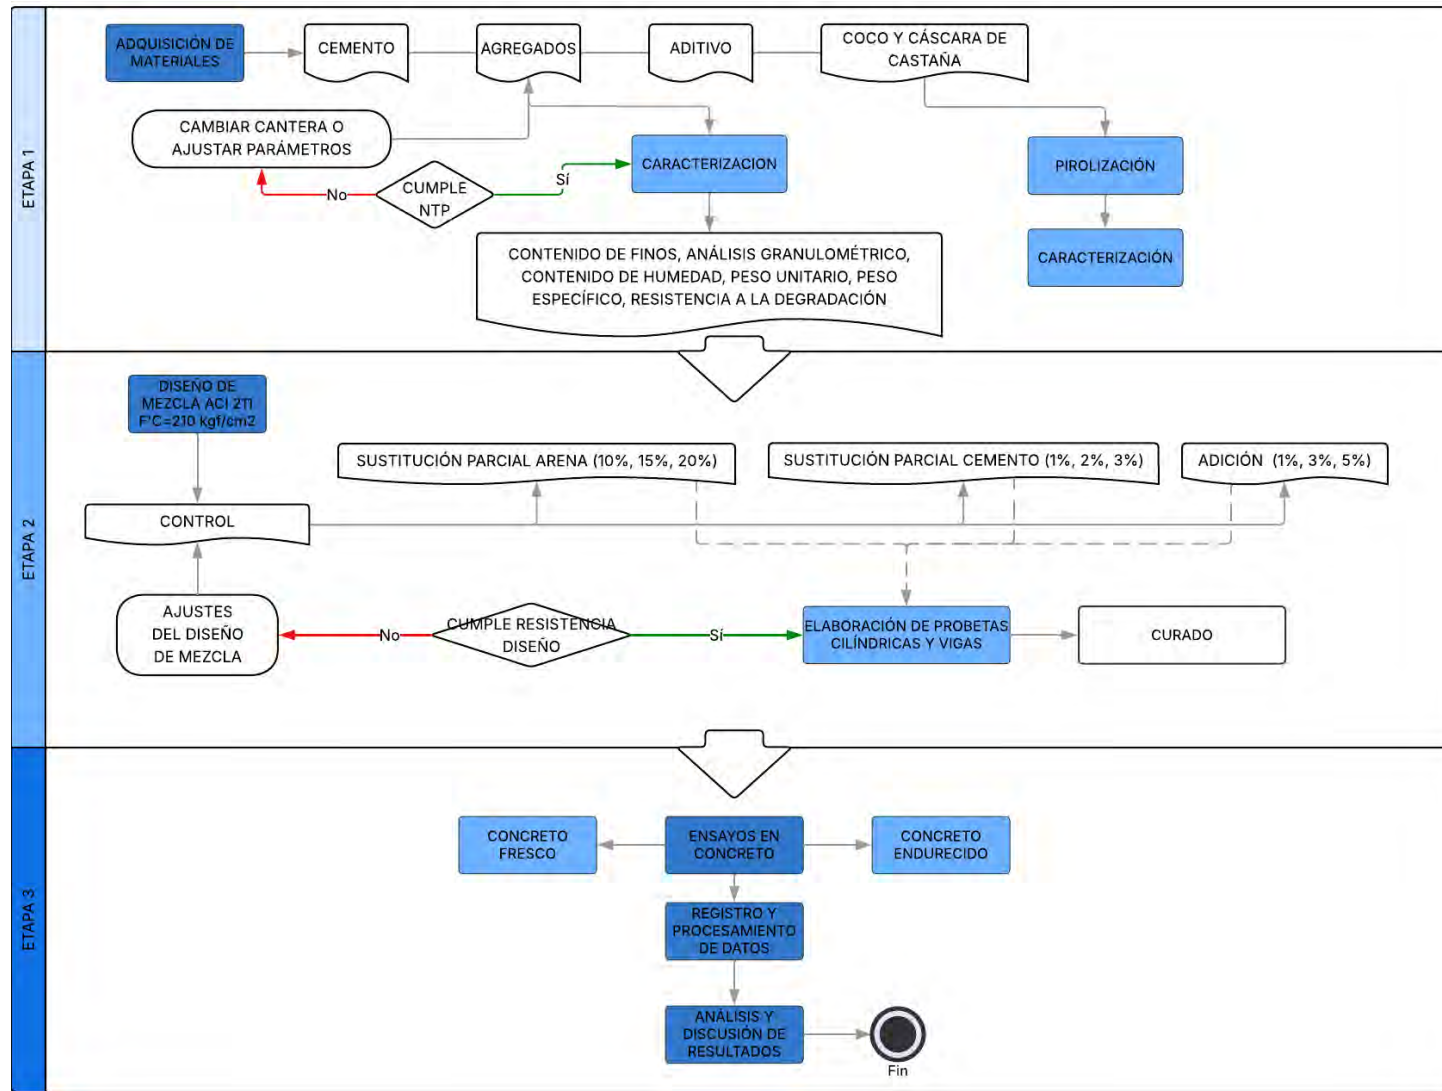 ETAPA 1
ADQUISICIÓN DE
MATERIALES
CEMENTO
AGREGADOS
ADITIVO
COCO Y CÁSCARA DE
CASTAÑA
CAMBIAR CANTERA O
AJUSTAR PARÁMETROS
No
CUMPLE
NTP
Sí
CARACTERIZACION
PIROLIZACIÓN
CARACTERIZACIÓN
CONTENIDO DE FINOS, ANÁLISIS GRANULOMÉTRICO,
CONTENIDO DE HUMEDAD, PESO UNITARIO, PESO
ESPECÍFICO, RESISTENCIA A LA DEGRADACIÓN
ETAPA 2
DISEÑO DE
MEZCLA ACI 211
F'C=210 kgf/cm2
SUSTITUCIÓN PARCIAL ARENA (10%, 15%, 20%)
SUSTITUCIÓN PARCIAL CEMENTO (1%, 2%, 3%)
ADICIÓN (1%, 3%, 5%)
CONTROL
AJUSTES
DEL DISEÑO
DE MEZCLA
No
CUMPLE RESISTENCIA
DISEÑO
Sí
ELABORACIÓN DE PROBETAS
CILÍNDRICAS Y VIGAS
CURADO
ETAPA 3
CONCRETO
FRESCO
ENSAYOS EN
CONCRETO
CONCRETO
ENDURECIDO
REGISTRO Y
PROCESAMIENTO
DE DATOS
ANÁLISIS Y
DISCUSIÓN DE
RESULTADOS
Fin